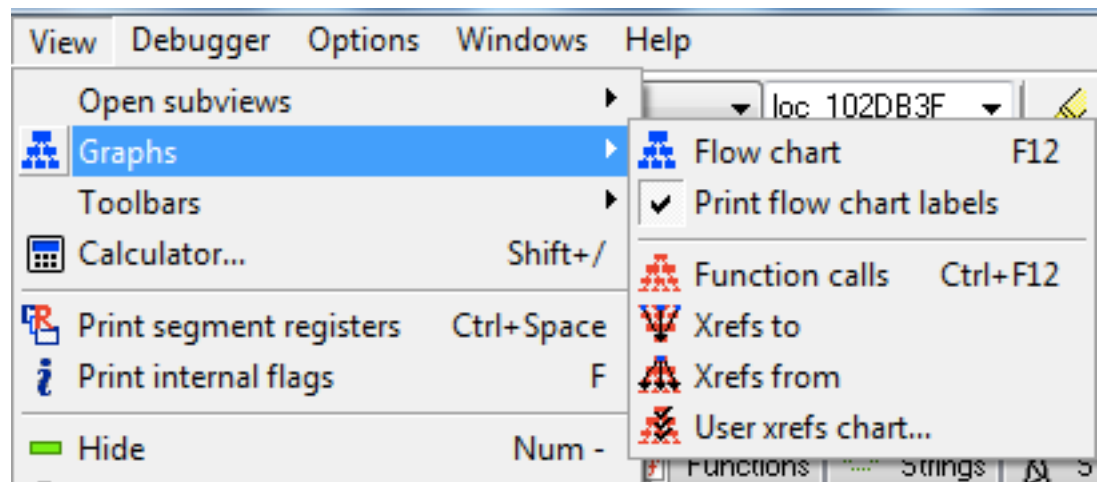 View Debugger Options Windows Help
Open subviews
loc_102DB3F
Graphs
Toolbars
Calculator... Shift+/
Print segment registers Ctrl+Space
Print internal flags F
Hide Num -
Flow chart F12
Print flow chart labels
Function calls Ctrl+F12
Xrefs to
Xrefs from
User xrefs chart...
Functions Strings S